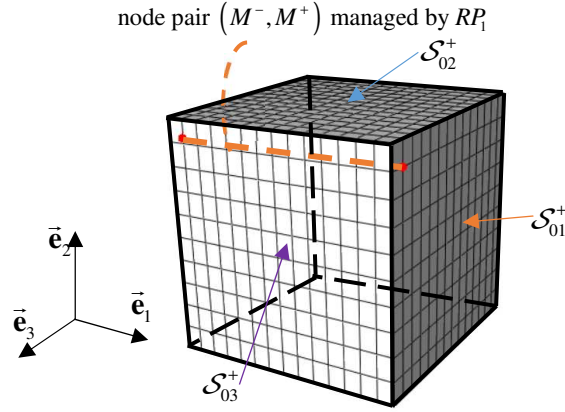 node pair (M⁻, M⁺) managed by RP₁
𝒮₀₂⁺
𝒮₀₁⁺
e⃗₂
e⃗₁
e⃗₃
𝒮₀₃⁺